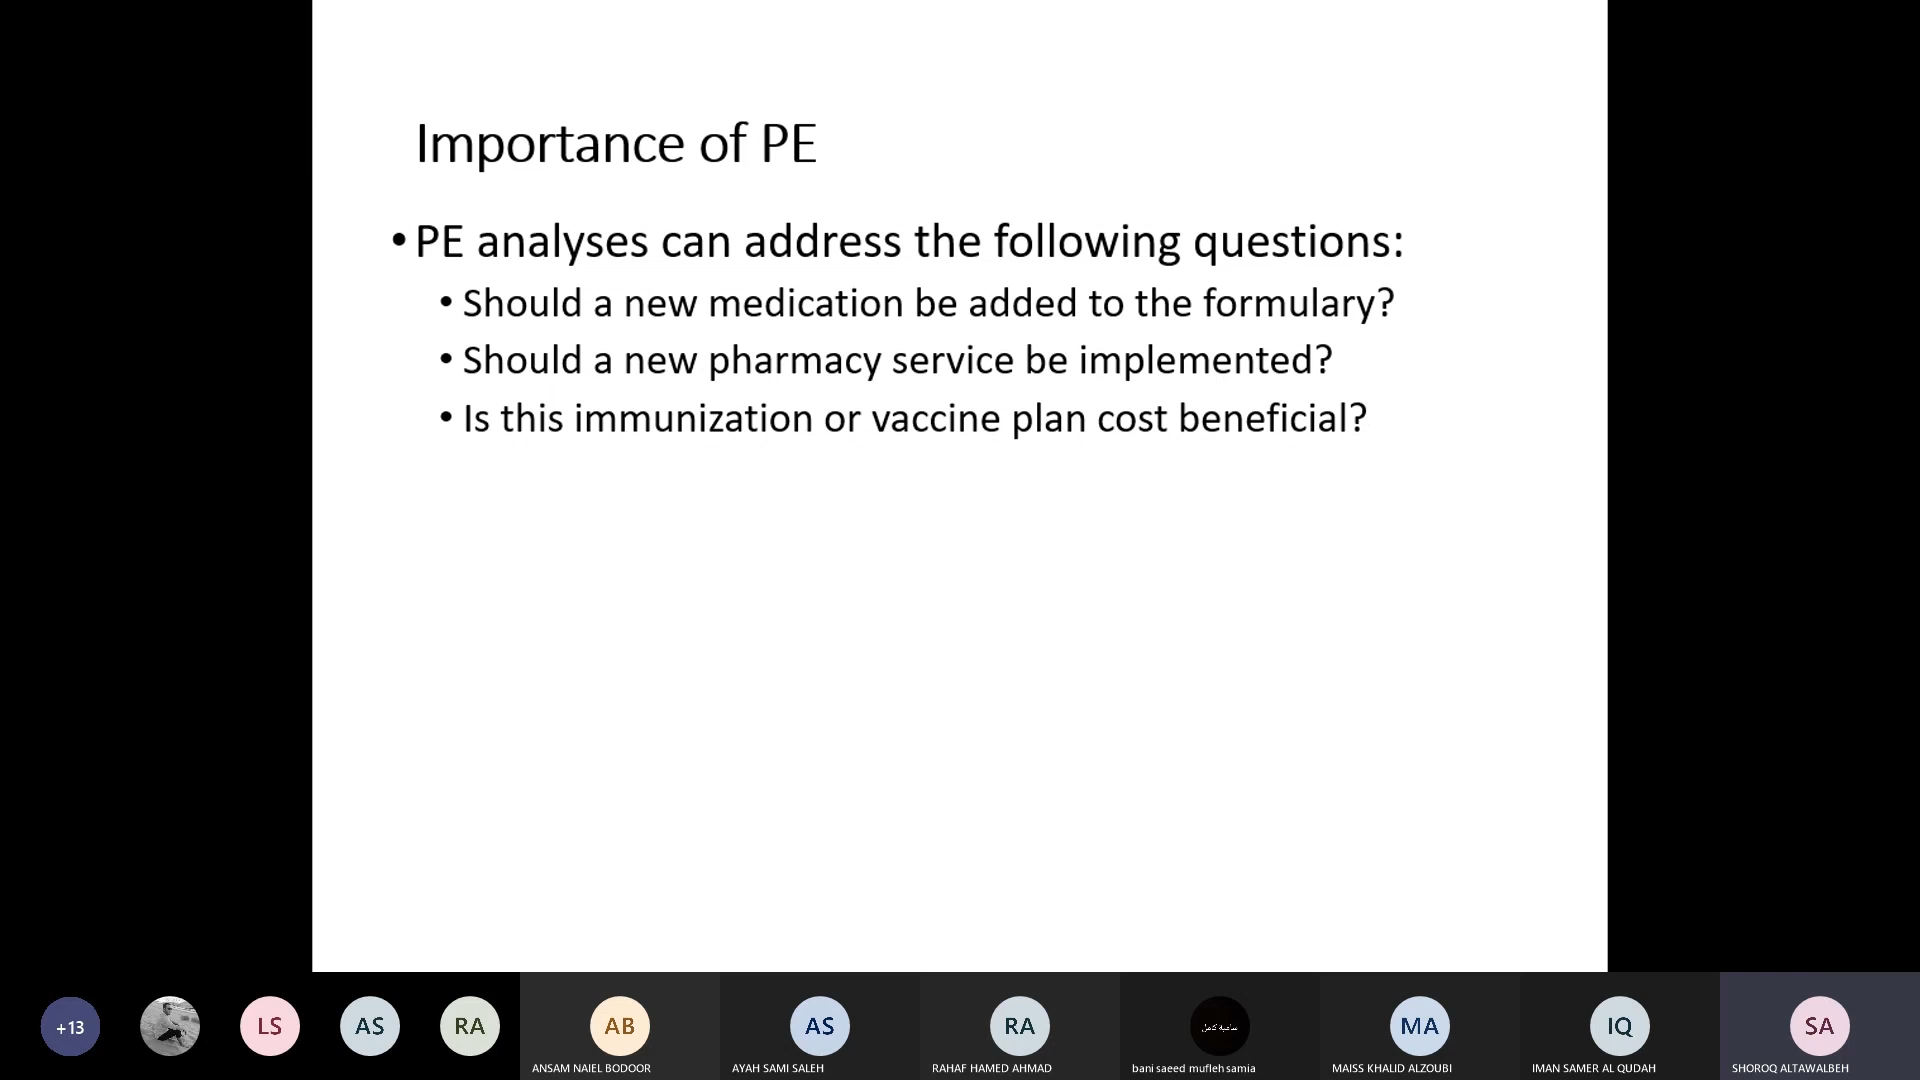 Importance of PE
• PE analyses can address the following questions:
• Should a new medication be added to the formulary?
• Should a new pharmacy service be implemented?
• Is this immunization or vaccine plan cost beneficial?
+13
LS
AS
RA
AB
AS
RA
MA
IQ
SA
ANSAM NAIEL BODOOR
AYAH SAMI SALEH
RAHAF HAMED AHMAD
bani saeed mufleh samia
MAISS KHALID ALZOUBI
IMAN SAMER AL QUDAH
SHOROQ ALTAWALBEH